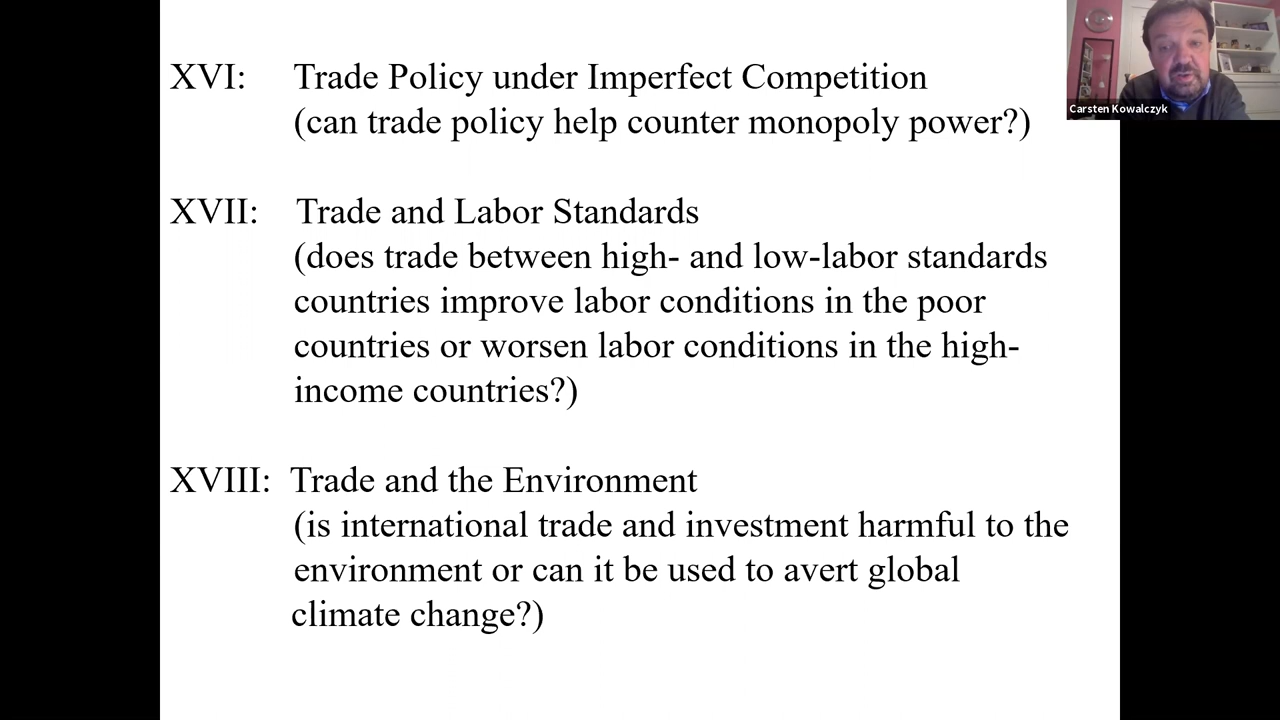 XVI: Trade Policy under Imperfect Competition
(can trade policy help counter monopoly power?)
XVII: Trade and Labor Standards
(does trade between high- and low-labor standards
countries improve labor conditions in the poor
countries or worsen labor conditions in the high-
income countries?)
XVIII: Trade and the Environment
(is international trade and investment harmful to the
environment or can it be used to avert global
climate change?)
Carsten Kowalczyk